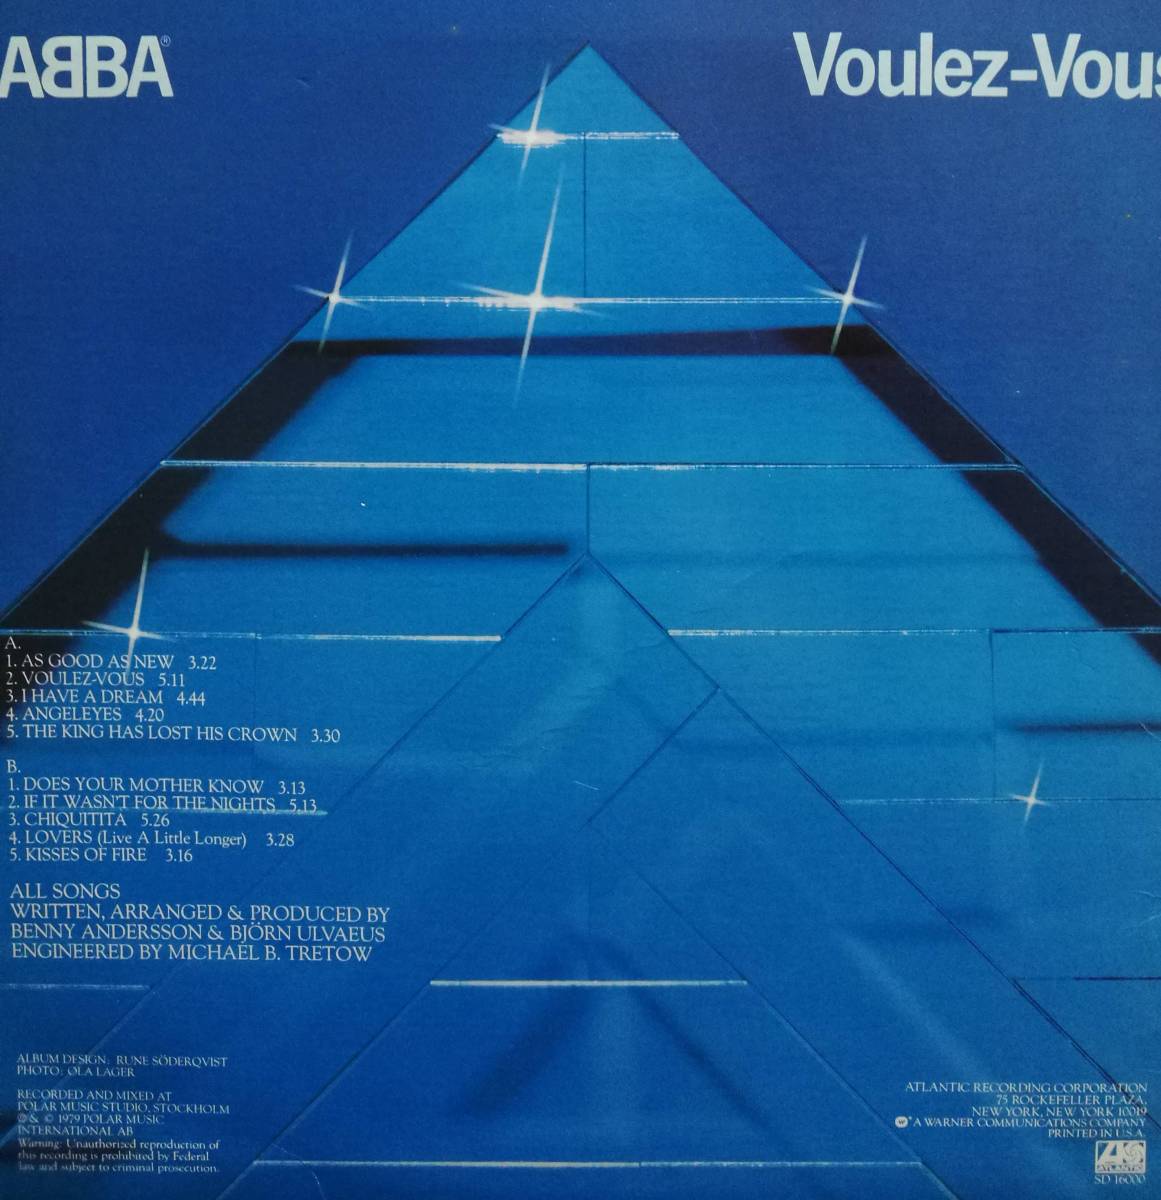 ABBA®
Voulez-Vous
A.
1. AS GOOD AS NEW 3.22
2. VOULEZ-VOUS 5.11
3. I HAVE A DREAM 4.44
4. ANGELEYES 4.20
5. THE KING HAS LOST HIS CROWN 3.30
B.
1. DOES YOUR MOTHER KNOW 3.13
2. IF IT WASN'T FOR THE NIGHTS 5.13
3. CHIQUITITA 5.26
4. LOVERS (Live A Little Longer) 3.28
5. KISSES OF FIRE 3.16
ALL SONGS
WRITTEN, ARRANGED & PRODUCED BY
BENNY ANDERSSON & BJÖRN ULVAEUS
ENGINEERED BY MICHAEL B. TRETOW
ALBUM DESIGN: RUNE SÖDERQVIST
PHOTO: OLA LAGER
RECORDED AND MIXED AT
POLAR MUSIC STUDIO, STOCKHOLM
℗ & © 1979 POLAR MUSIC
INTERNATIONAL AB
Warning: Unauthorized reproduction of
this recording is prohibited by Federal
law and subject to criminal prosecution.
ATLANTIC RECORDING CORPORATION
75 ROCKEFELLER PLAZA,
NEW YORK, NEW YORK 10019
A WARNER COMMUNICATIONS COMPANY
PRINTED IN U.S.A.
ATLANTIC
SD 16000